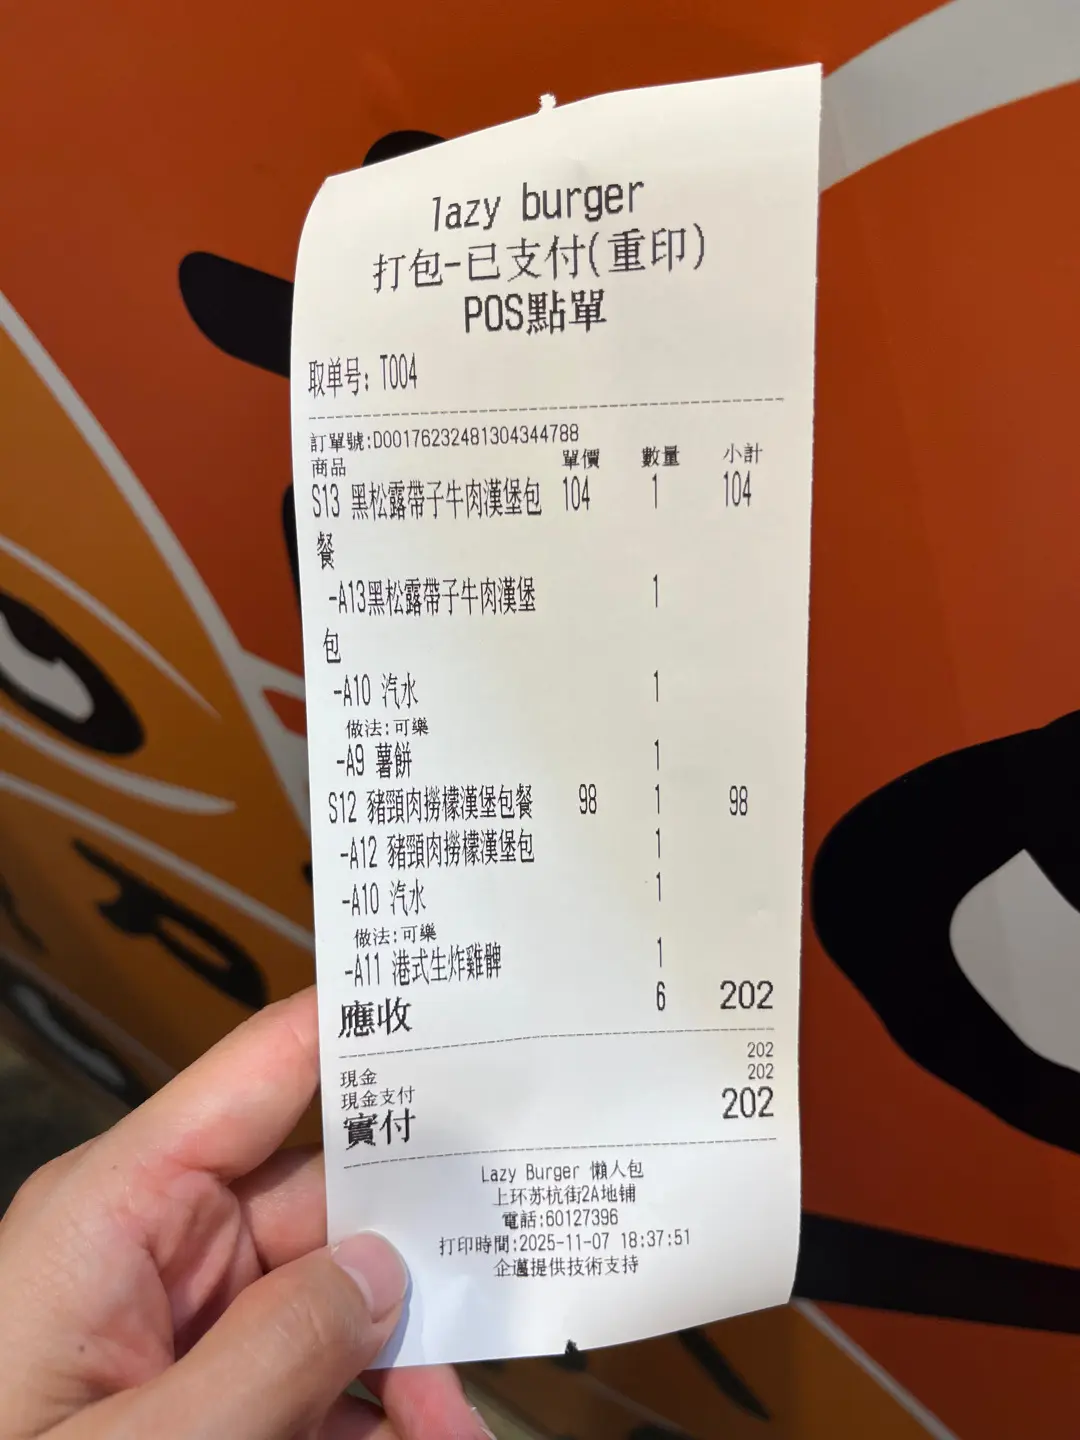 lazy burger
打包-已支付(重印)
POS點單
取单号: T004
訂單號:D00176232481304344788
商品 單價 數量 小計
S13 黑松露帶子牛肉漢堡包 104 1 104
餐
-A13黑松露帶子牛肉漢堡 1
包
-A10 汽水 1
做法:可樂
-A9 薯餅 1
S12 豬頸肉撈檬漢堡包餐 98 1 98
-A12 豬頸肉撈檬漢堡包 1
-A10 汽水 1
做法:可樂
-A11 港式生炸雞髀 1
應收 6 202
現金 202
現金支付 202
實付 202
Lazy Burger 懶人包
上环苏杭街2A地铺
電話:60127396
打印時間:2025-11-07 18:37:51
企邁提供技術支持